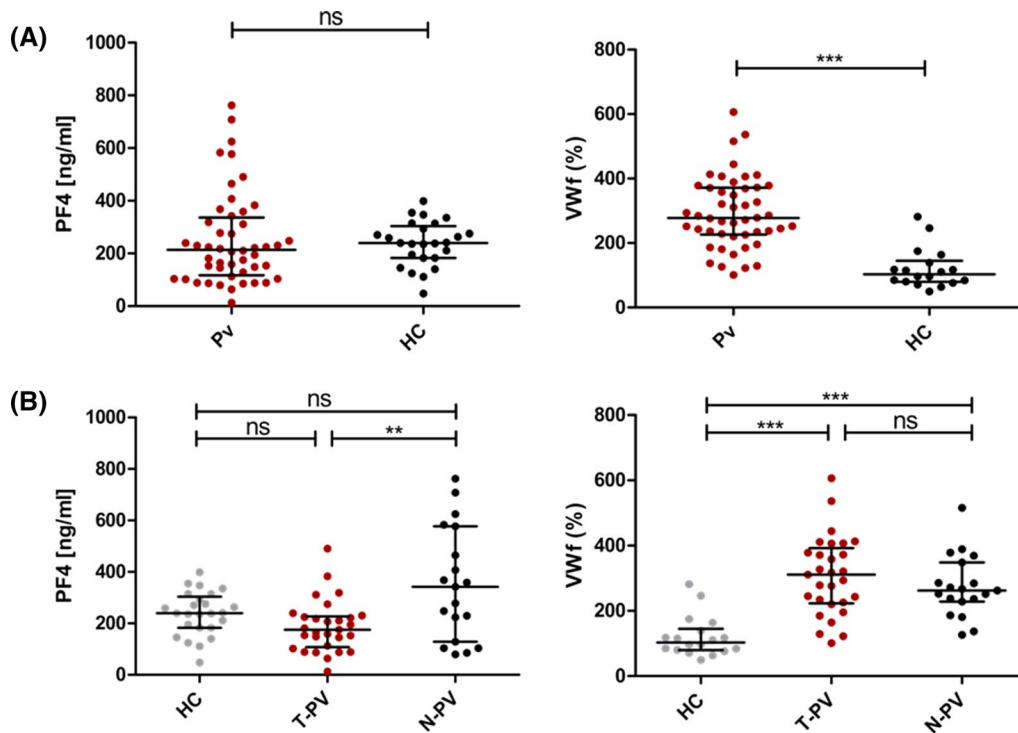 (A)
ns
1000
800
600
400
200
0
PF4 [ng/ml]
Pv
HC
***
800
600
400
200
0
VWf (%)
Pv
HC
(B)
ns
ns
**
1000
800
600
400
200
0
PF4 [ng/ml]
HC
T-PV
N-PV
***
***
ns
800
600
400
200
0
VWf (%)
HC
T-PV
N-PV